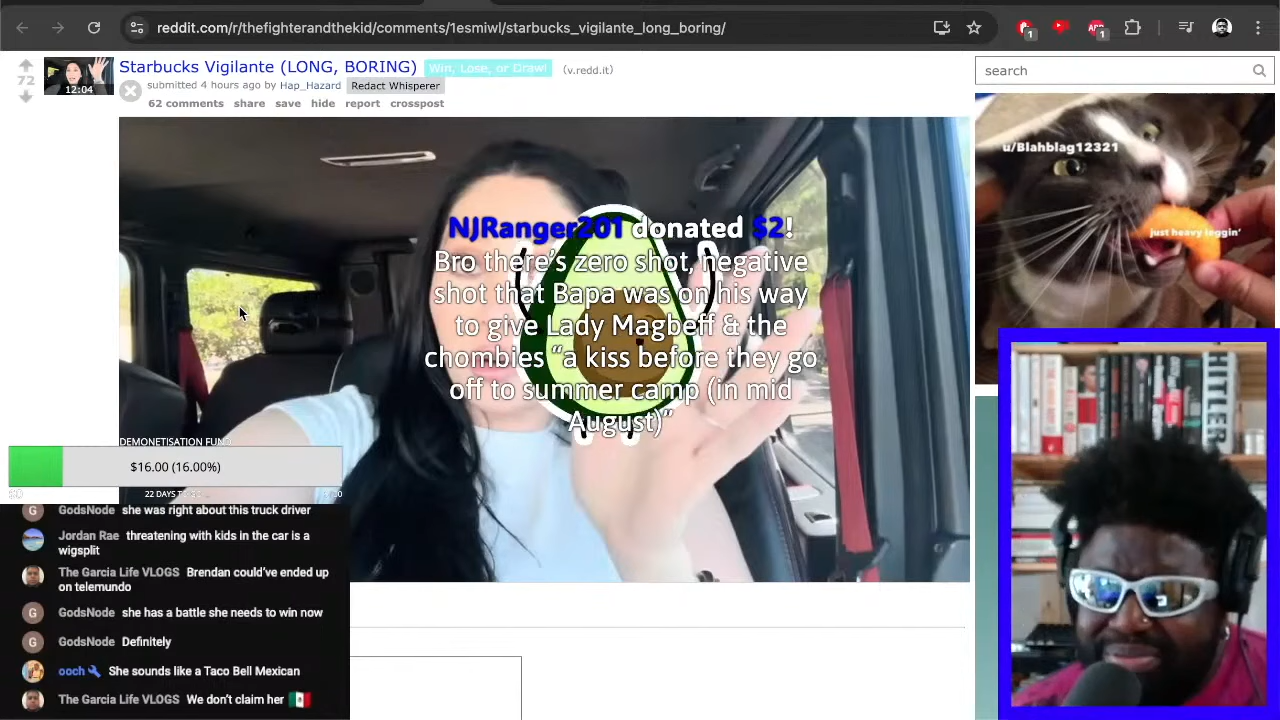 reddit.com/r/thefighterandthekid/comments/1esmiwl/starbucks_vigilante_long_boring/
1
1
72
12:04
Starbucks Vigilante (LONG, BORING) Win, Lose, or Draw! (v.redd.it)
submitted 4 hours ago by Hap_Hazard Redact Whisperer
62 comments share save hide report crosspost
search
u/Blahblag12321
just heavy leggin'
NJRanger201 donated $2!
Bro there's zero shot, negative
shot that Bapa was on his way
to give Lady Magbeff & the
chombies “a kiss before they go
off to summer camp (in mid
August)”
DEMONETISATION FUND
$16.00 (16.00%)
$0
22 DAYS
HITLER
G GodsNode she was right about this truck driver
Jordan Rae threatening with kids in the car is a
wigsplit
The Garcia Life VLOGS Brendan could've ended up
on telemundo
G GodsNode she has a battle she needs to win now
G GodsNode Definitely
ooch She sounds like a Taco Bell Mexican
The Garcia Life VLOGS We don't claim her